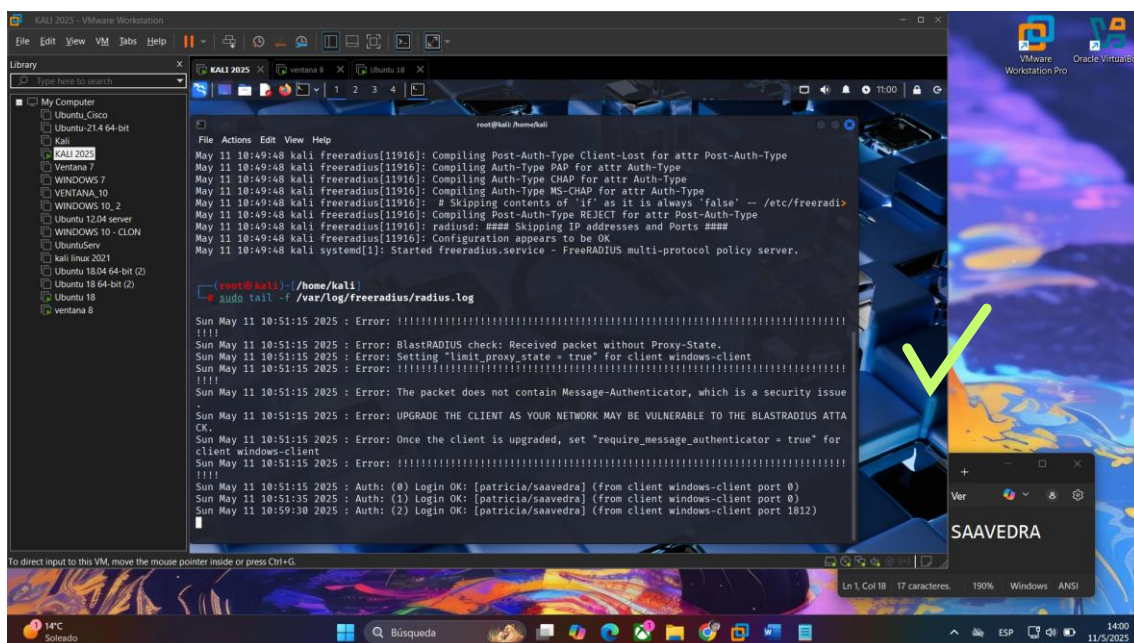 KALI 2025 - VMware Workstation
File Edit View VM Tabs Help
Library
Type here to search
My Computer
Ubuntu_Cisco
Ubuntu-21.4 64-bit
Kali
KALI 2025
Ventana 7
WINDOWS 7
VENTANA_10
WINDOWS 10_ 2
Ubuntu 12.04 server
WINDOWS 10 - CLON
UbuntuServ
kali linux 2021
Ubuntu 18.04 64-bit (2)
Ubuntu 18 64-bit (2)
Ubuntu 18
ventana 8
KALI 2025
ventana 8
Ubuntu 18
1 2 3 4
11:00
root@kali: /home/kali
File Actions Edit View Help
May 11 10:49:48 kali freeradius[11916]: Compiling Post-Auth-Type Client-Lost for attr Post-Auth-Type
May 11 10:49:48 kali freeradius[11916]: Compiling Auth-Type PAP for attr Auth-Type
May 11 10:49:48 kali freeradius[11916]: Compiling Auth-Type CHAP for attr Auth-Type
May 11 10:49:48 kali freeradius[11916]: Compiling Auth-Type MS-CHAP for attr Auth-Type
May 11 10:49:48 kali freeradius[11916]: # Skipping contents of 'if' as it is always 'false' -- /etc/freeradi>
May 11 10:49:48 kali freeradius[11916]: Compiling Post-Auth-Type REJECT for attr Post-Auth-Type
May 11 10:49:48 kali freeradius[11916]: radiusd: #### Skipping IP addresses and Ports ####
May 11 10:49:48 kali freeradius[11916]: Configuration appears to be OK
May 11 10:49:48 kali systemd[1]: Started freeradius.service - FreeRADIUS multi-protocol policy server.
┌──(root㉿kali)-[/home/kali]
└─# sudo tail -f /var/log/freeradius/radius.log
Sun May 11 10:51:15 2025 : Error: !!!!!!!!!!!!!!!!!!!!!!!!!!!!!!!!!!!!!!!!!!!!!!!!!!!!!!!!!!!!!!!!!!!!!!!!!!
!!!!
Sun May 11 10:51:15 2025 : Error: BlastRADIUS check: Received packet without Proxy-State.
Sun May 11 10:51:15 2025 : Error: Setting "limit_proxy_state = true" for client windows-client
Sun May 11 10:51:15 2025 : Error: !!!!!!!!!!!!!!!!!!!!!!!!!!!!!!!!!!!!!!!!!!!!!!!!!!!!!!!!!!!!!!!!!!!!!!!!!!
!!!!
Sun May 11 10:51:15 2025 : Error: The packet does not contain Message-Authenticator, which is a security issue
.
Sun May 11 10:51:15 2025 : Error: UPGRADE THE CLIENT AS YOUR NETWORK MAY BE VULNERABLE TO THE BLASTRADIUS ATTA
CK.
Sun May 11 10:51:15 2025 : Error: Once the client is upgraded, set "require_message_authenticator = true" for
client windows-client
Sun May 11 10:51:15 2025 : Error: !!!!!!!!!!!!!!!!!!!!!!!!!!!!!!!!!!!!!!!!!!!!!!!!!!!!!!!!!!!!!!!!!!!!!!!!!!
!!!!
Sun May 11 10:51:15 2025 : Auth: (0) Login OK: [patricia/saavedra] (from client windows-client port 0)
Sun May 11 10:51:35 2025 : Auth: (1) Login OK: [patricia/saavedra] (from client windows-client port 0)
Sun May 11 10:59:30 2025 : Auth: (2) Login OK: [patricia/saavedra] (from client windows-client port 1812)
To direct input to this VM, move the mouse pointer inside or press Ctrl+G.
VMware
Workstation Pro
Oracle VirtualBo
Ver
SAAVEDRA
Ln 1, Col 18 17 caracteres. 190% Windows ANSI
1
14°C
Soleado
Búsqueda
ESP
14:00
11/5/2025